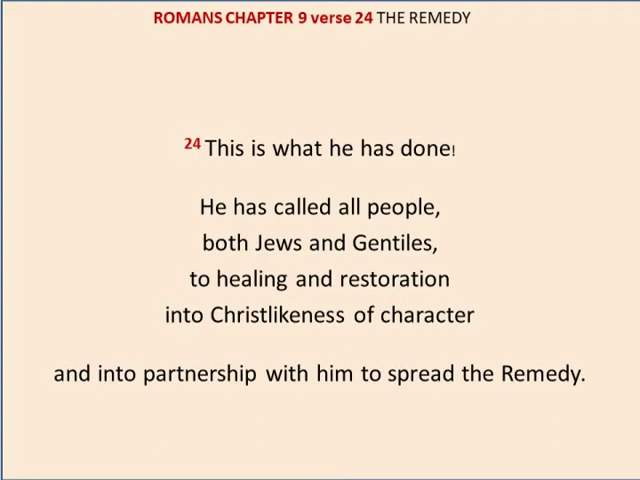 ROMANS CHAPTER 9 verse 24 THE REMEDY
24 This is what he has done!
He has called all people,
both Jews and Gentiles,
to healing and restoration
into Christlikeness of character
and into partnership with him to spread the Remedy.